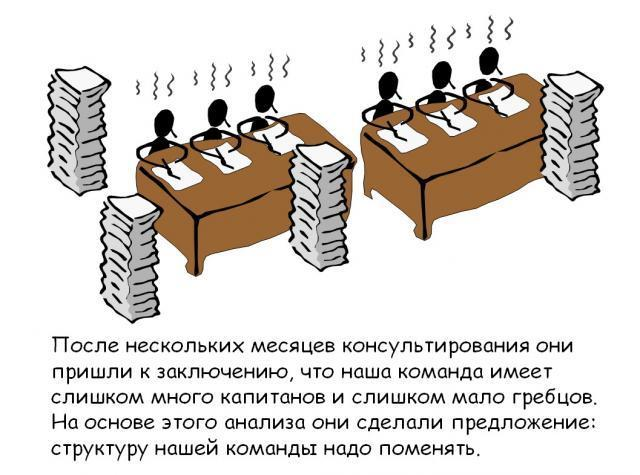 После нескольких месяцев консультирования они
пришли к заключению, что наша команда имеет
слишком много капитанов и слишком мало гребцов.
На основе этого анализа они сделали предложение:
структуру нашей команды надо поменять.